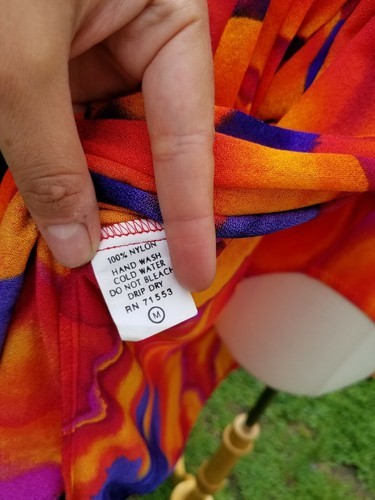 100% NYLON
HAND WASH
COLD WATER
DO NOT BLEACH
DRIP DRY
RN 71553
M